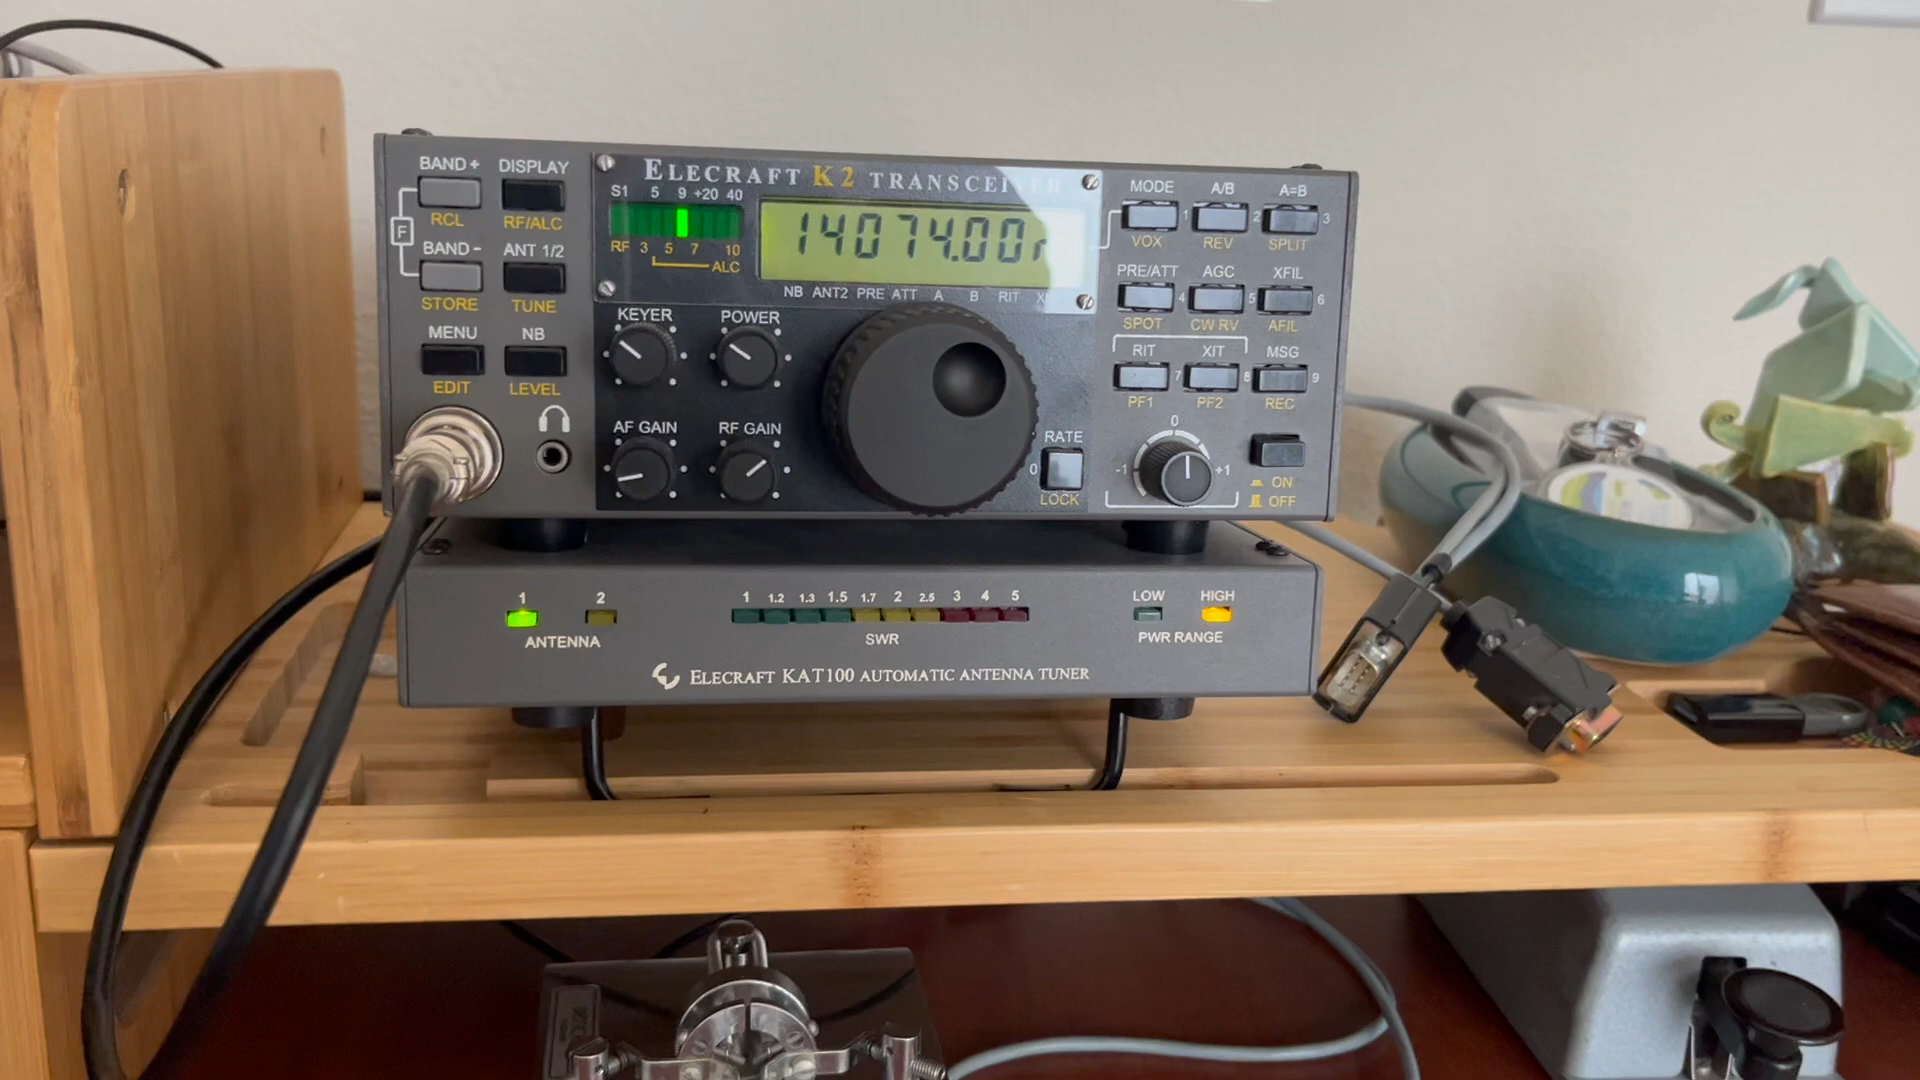 BAND + DISPLAY
RCL RF/ALC
F
BAND - ANT 1/2
STORE TUNE
MENU NB
EDIT LEVEL
ELECRAFT K2 TRANSCEIVER
S1 5 9 +20 40
RF 3 5 7 10
ALC
14074.00
NB ANT2 PRE ATT A B RIT
KEYER POWER
AF GAIN RF GAIN
RATE
0
LOCK
MODE A/B A=B
1 2 3
VOX REV SPLIT
PRE/ATT AGC XFIL
4 5 6
SPOT CW RV AFIL
RIT XIT MSG
7 8 9
PF1 PF2 REC
0
-1 +1
ON
OFF
1 2
ANTENNA
1 1.2 1.3 1.5 1.7 2 2.5 3 4 5
SWR
LOW HIGH
PWR RANGE
ELECRAFT KAT100 AUTOMATIC ANTENNA TUNER